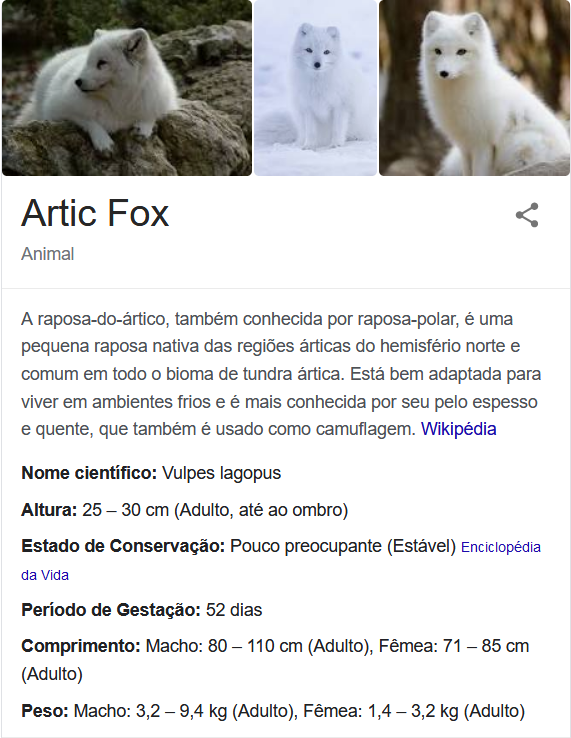 Artic Fox
Animal
A raposa-do-ártico, também conhecida por raposa-polar, é uma
pequena raposa nativa das regiões árticas do hemisfério norte e
comum em todo o bioma de tundra ártica. Está bem adaptada para
viver em ambientes frios e é mais conhecida por seu pelo espesso
e quente, que também é usado como camuflagem. Wikipédia
Nome científico: Vulpes lagopus
Altura: 25 – 30 cm (Adulto, até ao ombro)
Estado de Conservação: Pouco preocupante (Estável) Enciclopédia
da Vida
Período de Gestação: 52 dias
Comprimento: Macho: 80 – 110 cm (Adulto), Fêmea: 71 – 85 cm
(Adulto)
Peso: Macho: 3,2 – 9,4 kg (Adulto), Fêmea: 1,4 – 3,2 kg (Adulto)